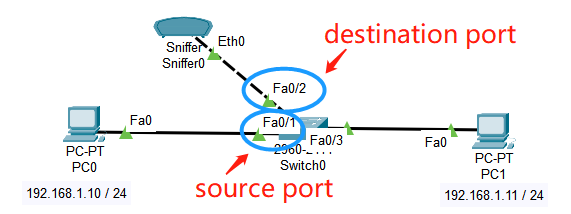 destination port
Sniffer
Sniffer0
Eth0
Fa0/2
Fa0
Fa0/1
Fa0/3
Fa0
PC-PT
PC0
Switch0
PC-PT
PC1
source port
192.168.1.10 / 24
192.168.1.11 / 24